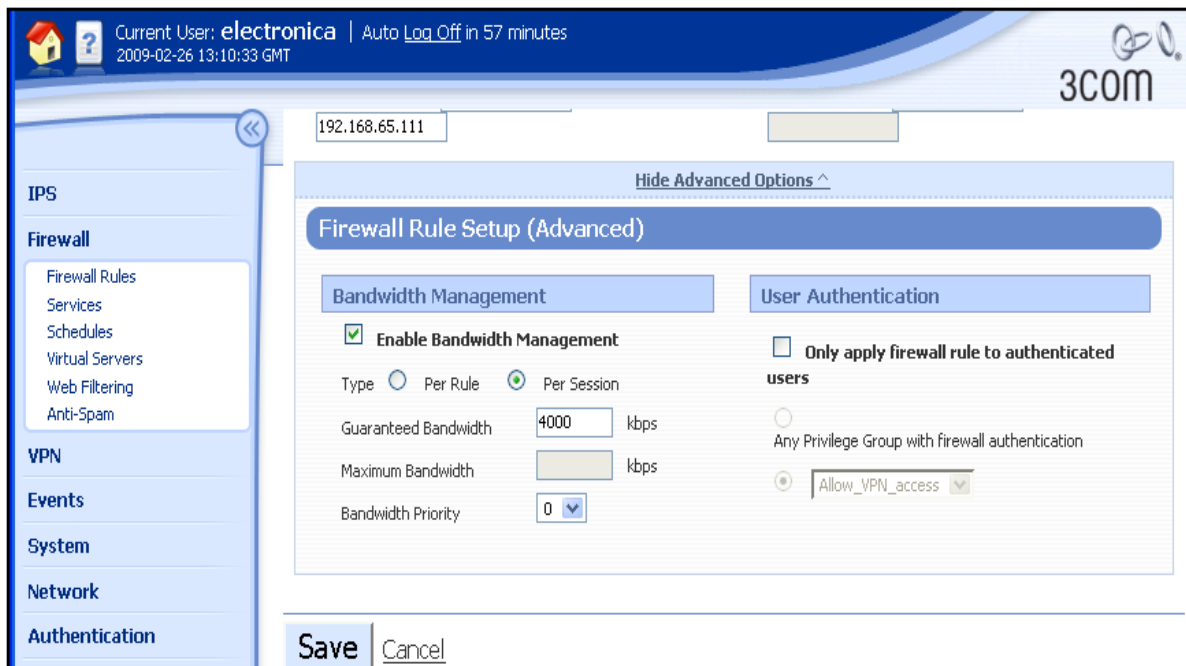 Current User: electronica | Auto Log Off in 57 minutes
2009-02-26 13:10:33 GMT
3COM
192.168.65.111
Hide Advanced Options ^
IPS
Firewall
Firewall Rules
Services
Schedules
Virtual Servers
Web Filtering
Anti-Spam
VPN
Events
System
Network
Authentication
Firewall Rule Setup (Advanced)
Bandwidth Management
Enable Bandwidth Management
Type Per Rule Per Session
Guaranteed Bandwidth 4000 kbps
Maximum Bandwidth kbps
Bandwidth Priority 0
User Authentication
Only apply firewall rule to authenticated
users
Any Privilege Group with firewall authentication
Allow_VPN_access
Save Cancel